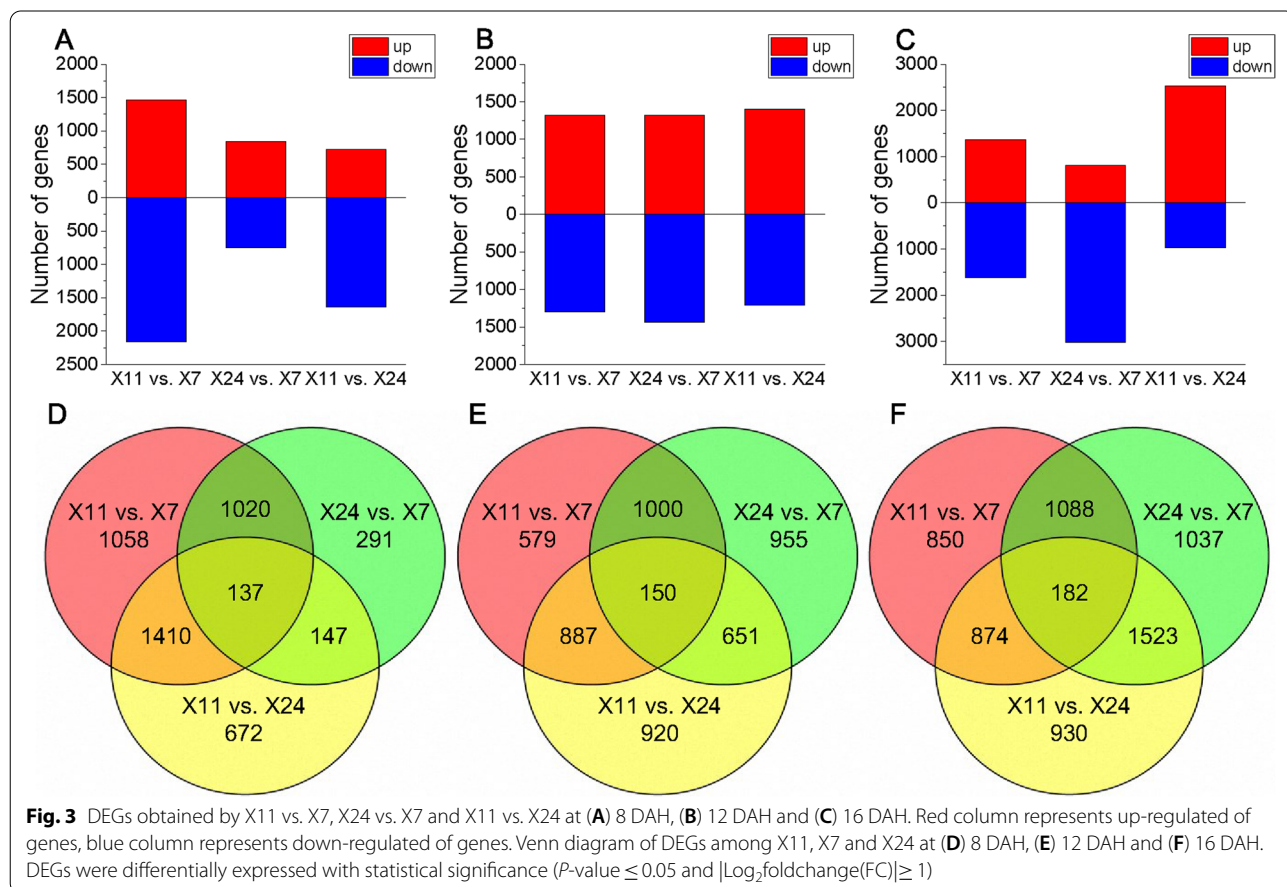 A
up
down
Number of genes
2000
1500
1000
500
0
500
1000
1500
2000
2500
X11 vs. X7 X24 vs. X7 X11 vs. X24
B
up
down
Number of genes
2000
1500
1000
500
0
500
1000
1500
2000
X11 vs. X7 X24 vs. X7 X11 vs. X24
C
up
down
Number of genes
3000
2000
1000
0
1000
2000
3000
X11 vs. X7 X24 vs. X7 X11 vs. X24
D
X11 vs. X7
1058
1020
X24 vs. X7
291
137
1410
147
X11 vs. X24
672
E
X11 vs. X7
579
1000
X24 vs. X7
955
150
887
651
X11 vs. X24
920
F
X11 vs. X7
850
1088
X24 vs. X7
1037
182
874
1523
X11 vs. X24
930
Fig. 3 DEGs obtained by X11 vs. X7, X24 vs. X7 and X11 vs. X24 at (A) 8 DAH, (B) 12 DAH and (C) 16 DAH. Red column represents up-regulated of
genes, blue column represents down-regulated of genes. Venn diagram of DEGs among X11, X7 and X24 at (D) 8 DAH, (E) 12 DAH and (F) 16 DAH.
DEGs were differentially expressed with statistical significance (P-value ≤ 0.05 and |Log₂foldchange(FC)|≥ 1)